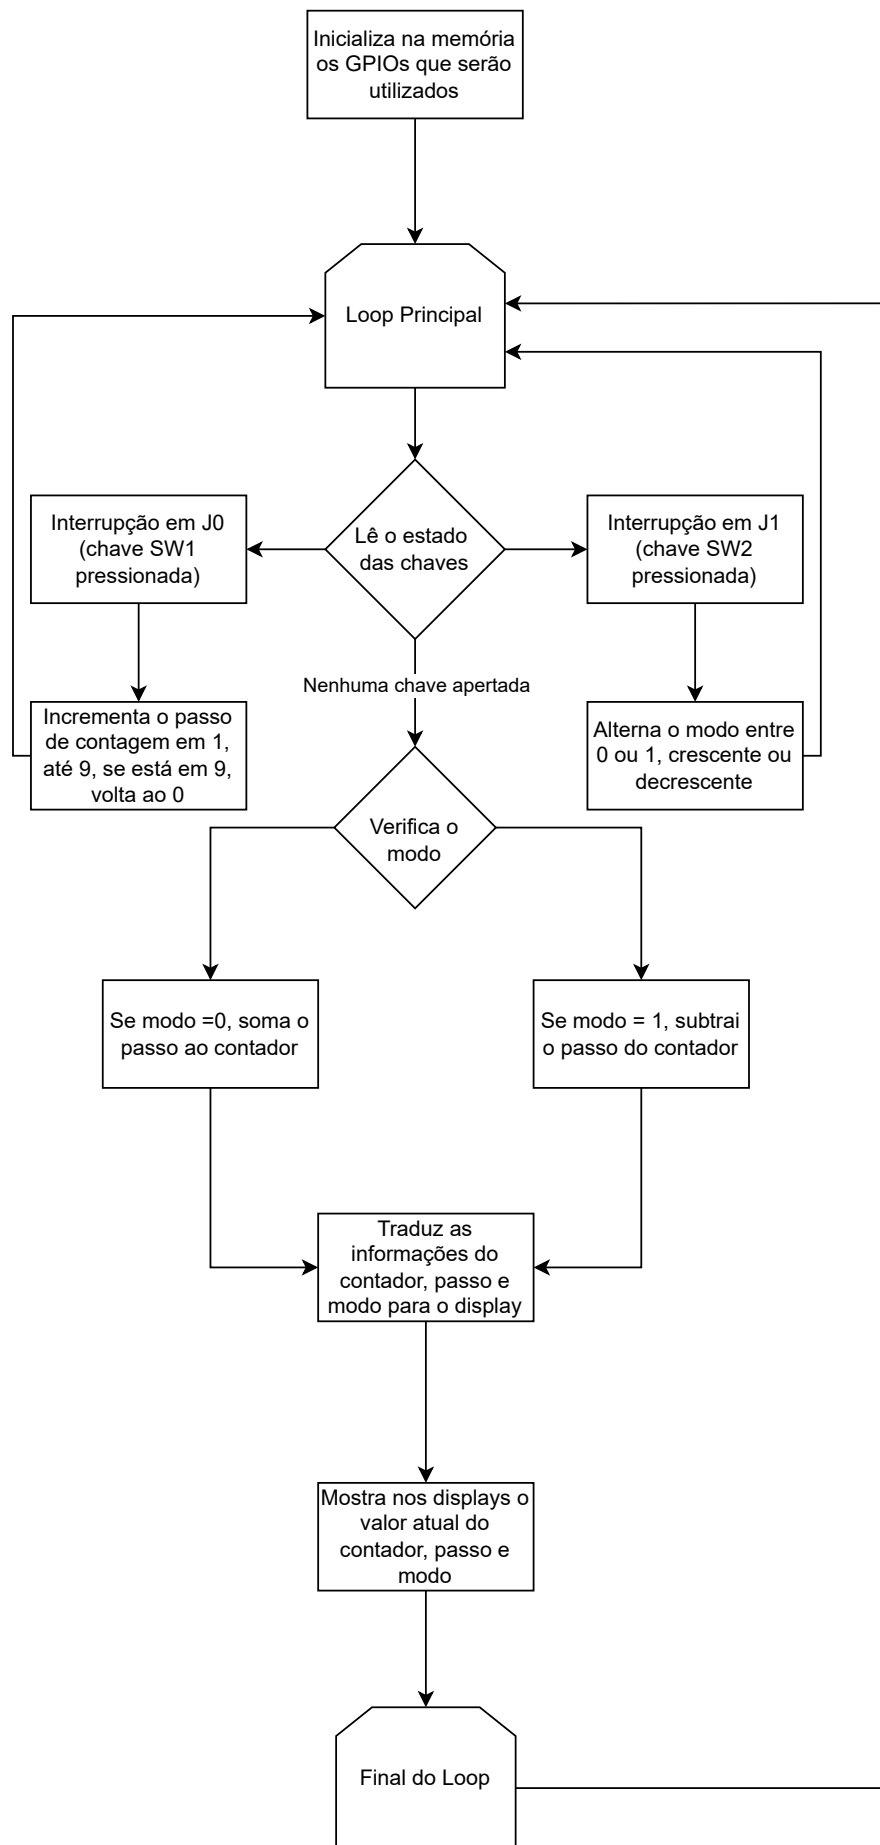 Inicializa na memória
os GPIOs que serão
utilizados
Loop Principal
Lê o estado
das chaves
Interrupção em J0
(chave SW1
pressionada)
Interrupção em J1
(chave SW2
pressionada)
Nenhuma chave apertada
Incrementa o passo
de contagem em 1,
até 9, se está em 9,
volta ao 0
Alterna o modo entre
0 ou 1, crescente ou
decrescente
Verifica o
modo
Se modo =0, soma o
passo ao contador
Se modo = 1, subtrai
o passo do contador
Traduz as
informações do
contador, passo e
modo para o display
Mostra nos displays o
valor atual do
contador, passo e
modo
Final do Loop